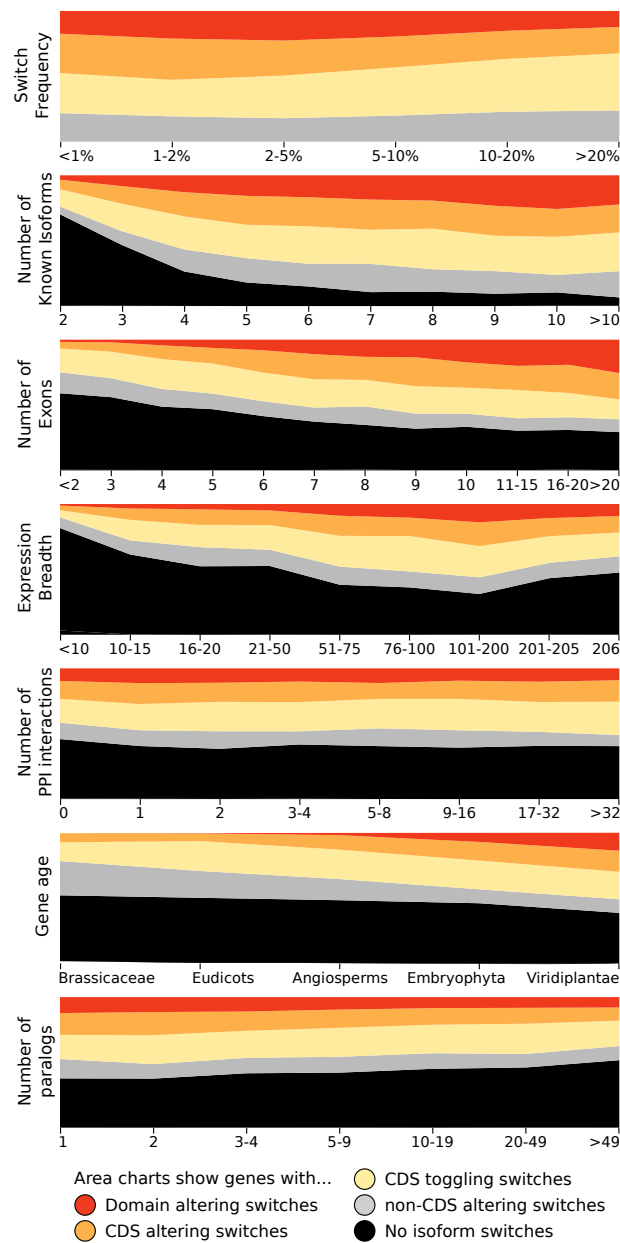 Switch
Frequency
<1% 1-2% 2-5% 5-10% 10-20% >20%
Number of
Known Isoforms
2 3 4 5 6 7 8 9 10 >10
Number of
Exons
<2 3 4 5 6 7 8 9 10 11-15 16-20 >20
Expression
Breadth
<10 10-15 16-20 21-50 51-75 76-100 101-200 201-205 206
Number of
PPI interactions
0 1 2 3-4 5-8 9-16 17-32 >32
Gene age
Brassicaceae Eudicots Angiosperms Embryophyta Viridiplantae
Number of
paralogs
1 2 3-4 5-9 10-19 20-49 >49
Area charts show genes with...
Domain altering switches
CDS altering switches
CDS toggling switches
non-CDS altering switches
No isoform switches